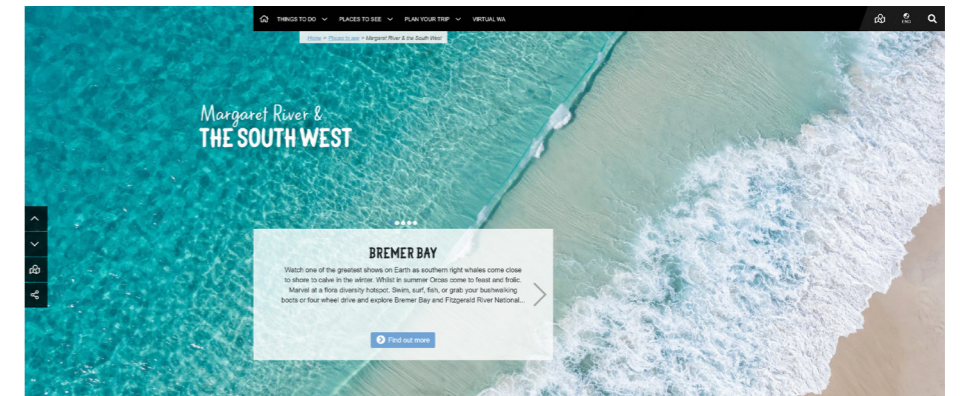 THINGS TO DO PLACES TO SEE PLAN YOUR TRIP VIRTUAL WA ENG
Home » Places to see » Margaret River & the South West
Margaret River &
THE SOUTH WEST
BREMER BAY
Watch one of the greatest shows on Earth as southern right whales come close
to shore to calve in the winter. Whilst in summer Orcas come to feast and frolic.
Marvel at a flora diversity hotspot. Swim, surf, fish, or grab your bushwalking
boots or four wheel drive and explore Bremer Bay and Fitzgerald River National...
Find out more